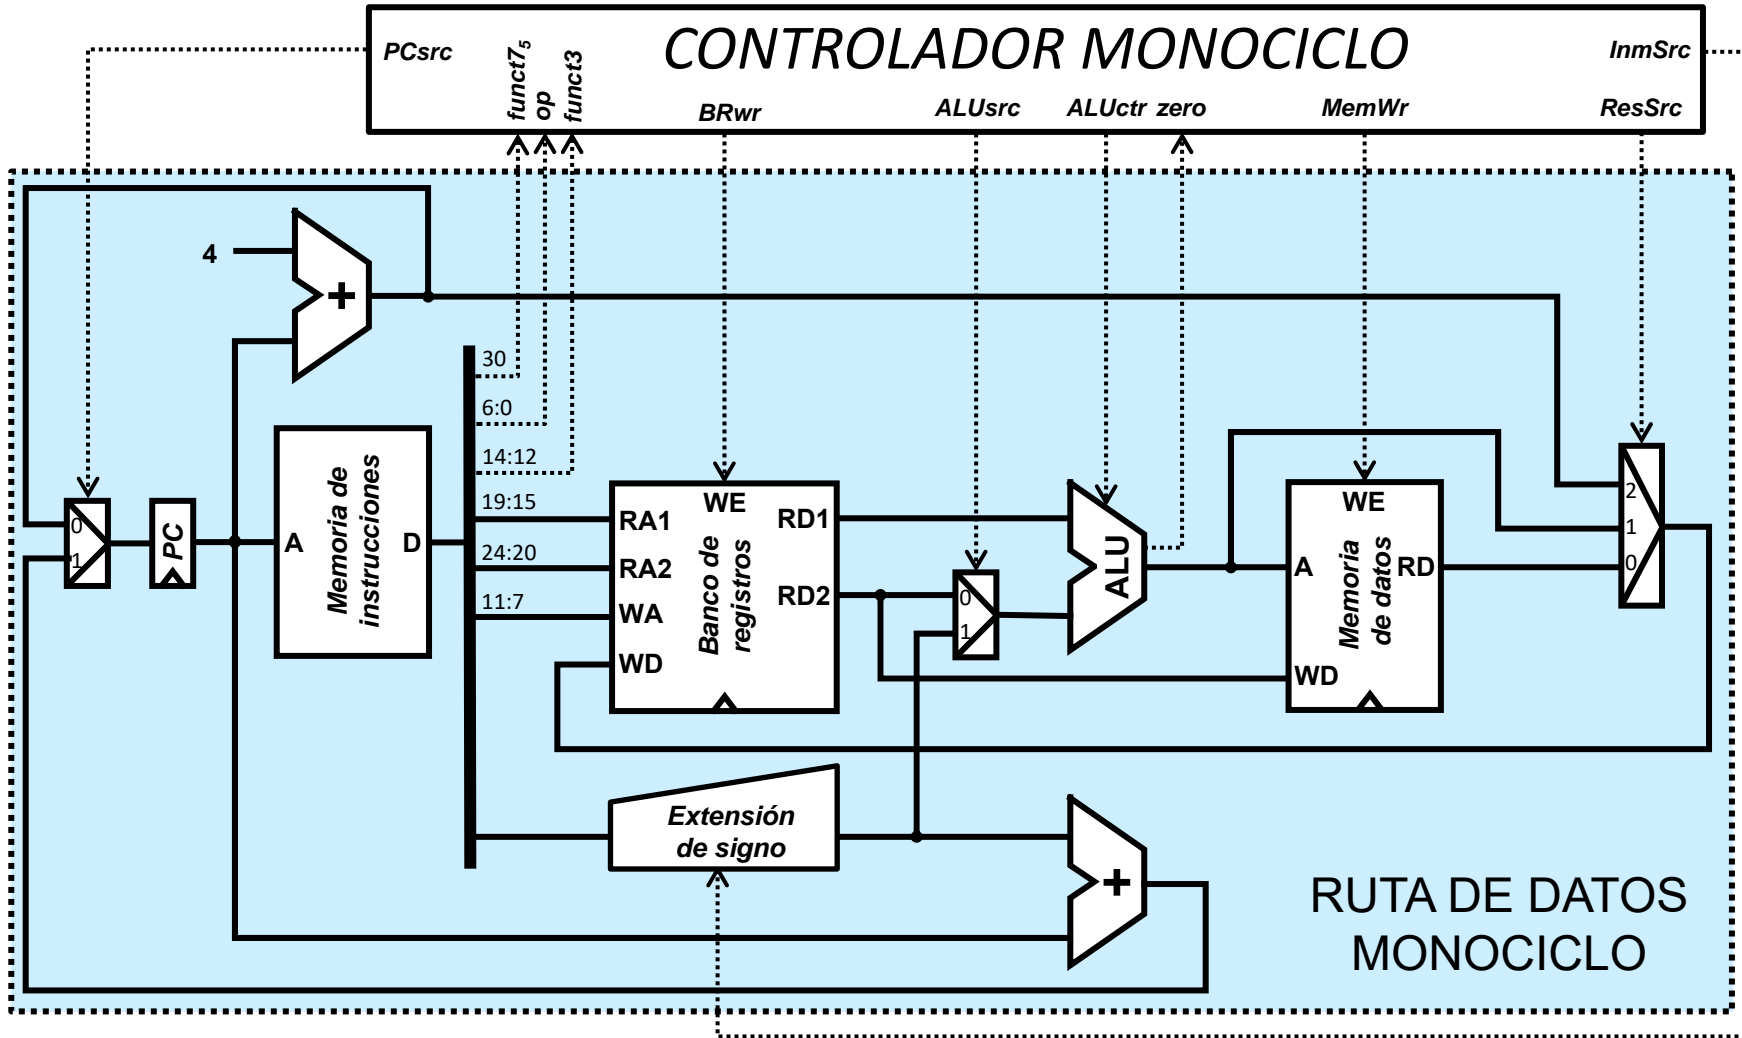 CONTROLADOR MONOCICLO
PCsrc
funct7₅
op
funct3
BRwr
ALUsrc
ALUctr
zero
MemWr
InmSrc
ResSrc
4
+
30
6:0
14:12
19:15
24:20
11:7
0
1
PC
A
Memoria de
instrucciones
D
WE
RA1
RA2
WA
WD
Banco de
registros
RD1
RD2
0
1
ALU
WE
A
Memoria
de datos
RD
WD
2
1
0
Extensión
de signo
+
RUTA DE DATOS
MONOCICLO